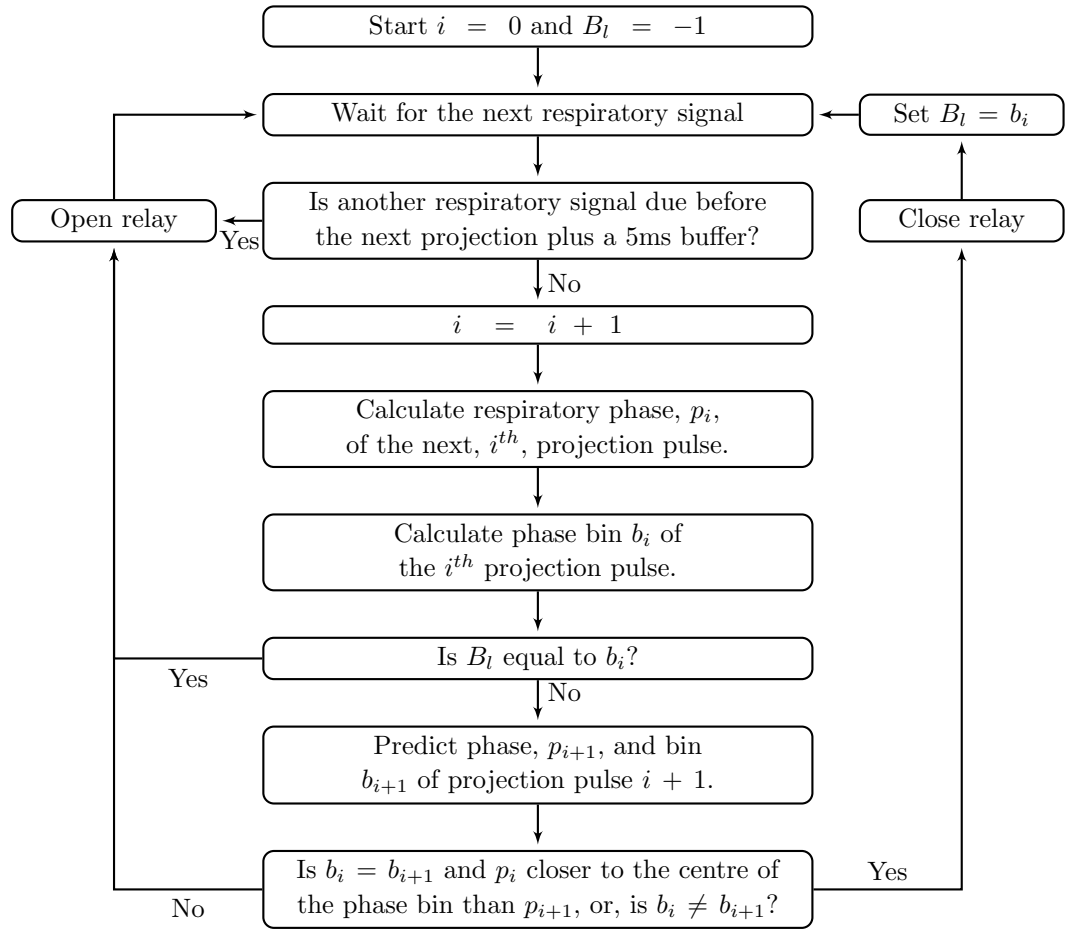 Start i = 0 and B_l = −1
Wait for the next respiratory signal
Set B_l = b_i
Is another respiratory signal due before
the next projection plus a 5ms buffer?
Open relay
Yes
Close relay
No
i = i + 1
Calculate respiratory phase, p_i,
of the next, i^th, projection pulse.
Calculate phase bin b_i of
the i^th projection pulse.
Is B_l equal to b_i?
Yes
No
Predict phase, p_{i+1}, and bin
b_{i+1} of projection pulse i + 1.
Is b_i = b_{i+1} and p_i closer to the centre of
the phase bin than p_{i+1}, or, is b_i ≠ b_{i+1}?
Yes
No